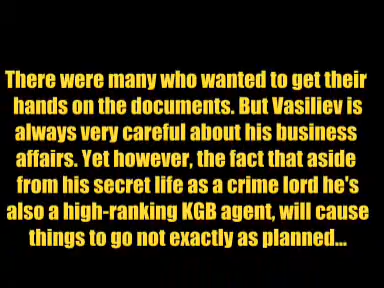 There were many who wanted to get their
hands on the documents. But Vasiliev is
always very careful about his business
affairs. Yet however, the fact that aside
from his secret life as a crime lord he's
also a high-ranking KGB agent, will cause
things to go not exactly as planned...